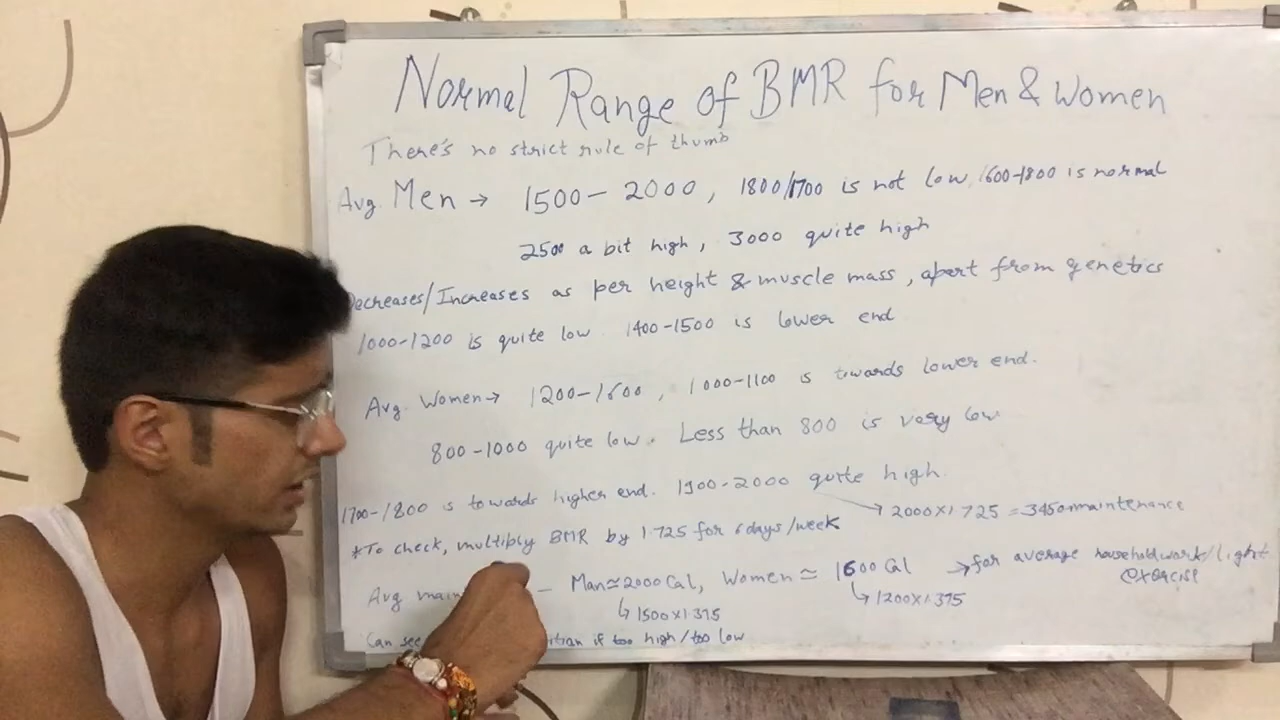 Normal Range of BMR for Men & Women
There's no strict rule of thumb
Avg. Men → 1500 - 2000, 1800/1700 is not low, 1600-1800 is normal
2500 a bit high, 3000 quite high
Decreases/Increases as per height & muscle mass, apart from genetics
1000-1200 is quite low. 1400-1500 is lower end
Avg. Women → 1200-1600, 1000-1100 is towards lower end.
800-1000 quite low. Less than 800 is very low
1700-1800 is towards higher end. 1900-2000 quite high.
→ 2000×1.725 = 3450 maintenance
*To check, multiply BMR by 1.725 for 6 days/week
Avg – Man ≃ 2000 Cal, Women ≃ 1600 Cal → for average household work/light exercise
↳ 1500×1.375
↳ 1200×1.375
Can see if too high/too low